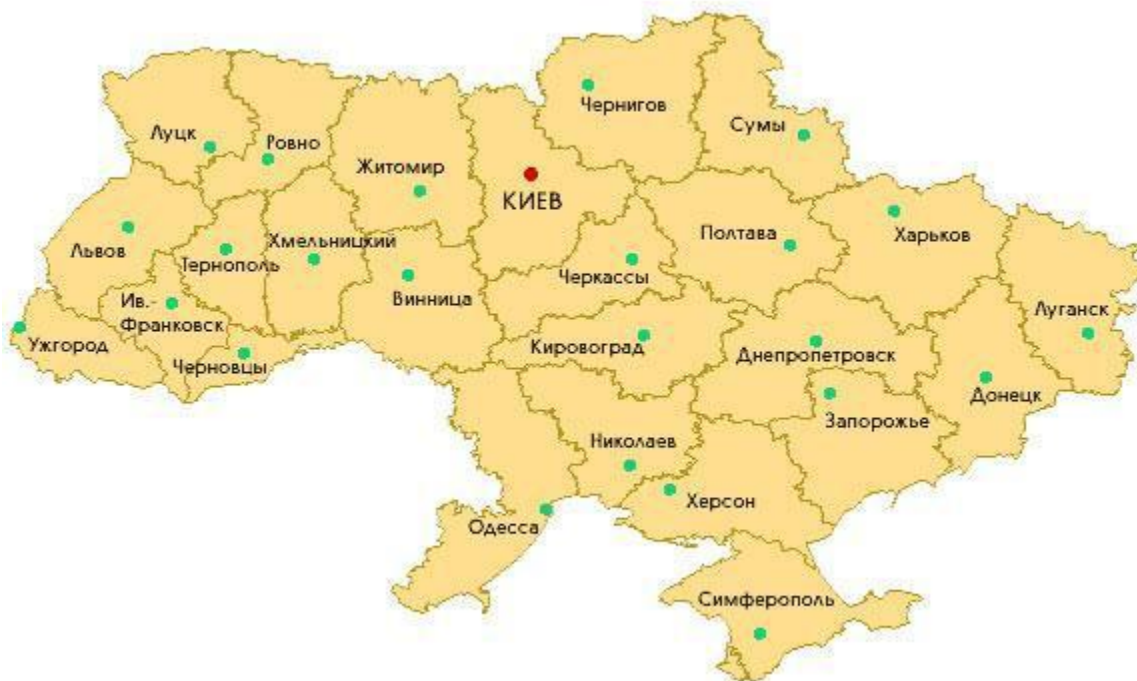 Чернигов
Сумы
Луцк
Ровно
Житомир
КИЕВ
Полтава
Харьков
Львов
Тернополь
Хмельницкий
Черкассы
Винница
Ив.-
Франковск
Луганск
Ужгород
Черновцы
Кировоград
Днепропетровск
Донецк
Запорожье
Николаев
Херсон
Одесса
Симферополь